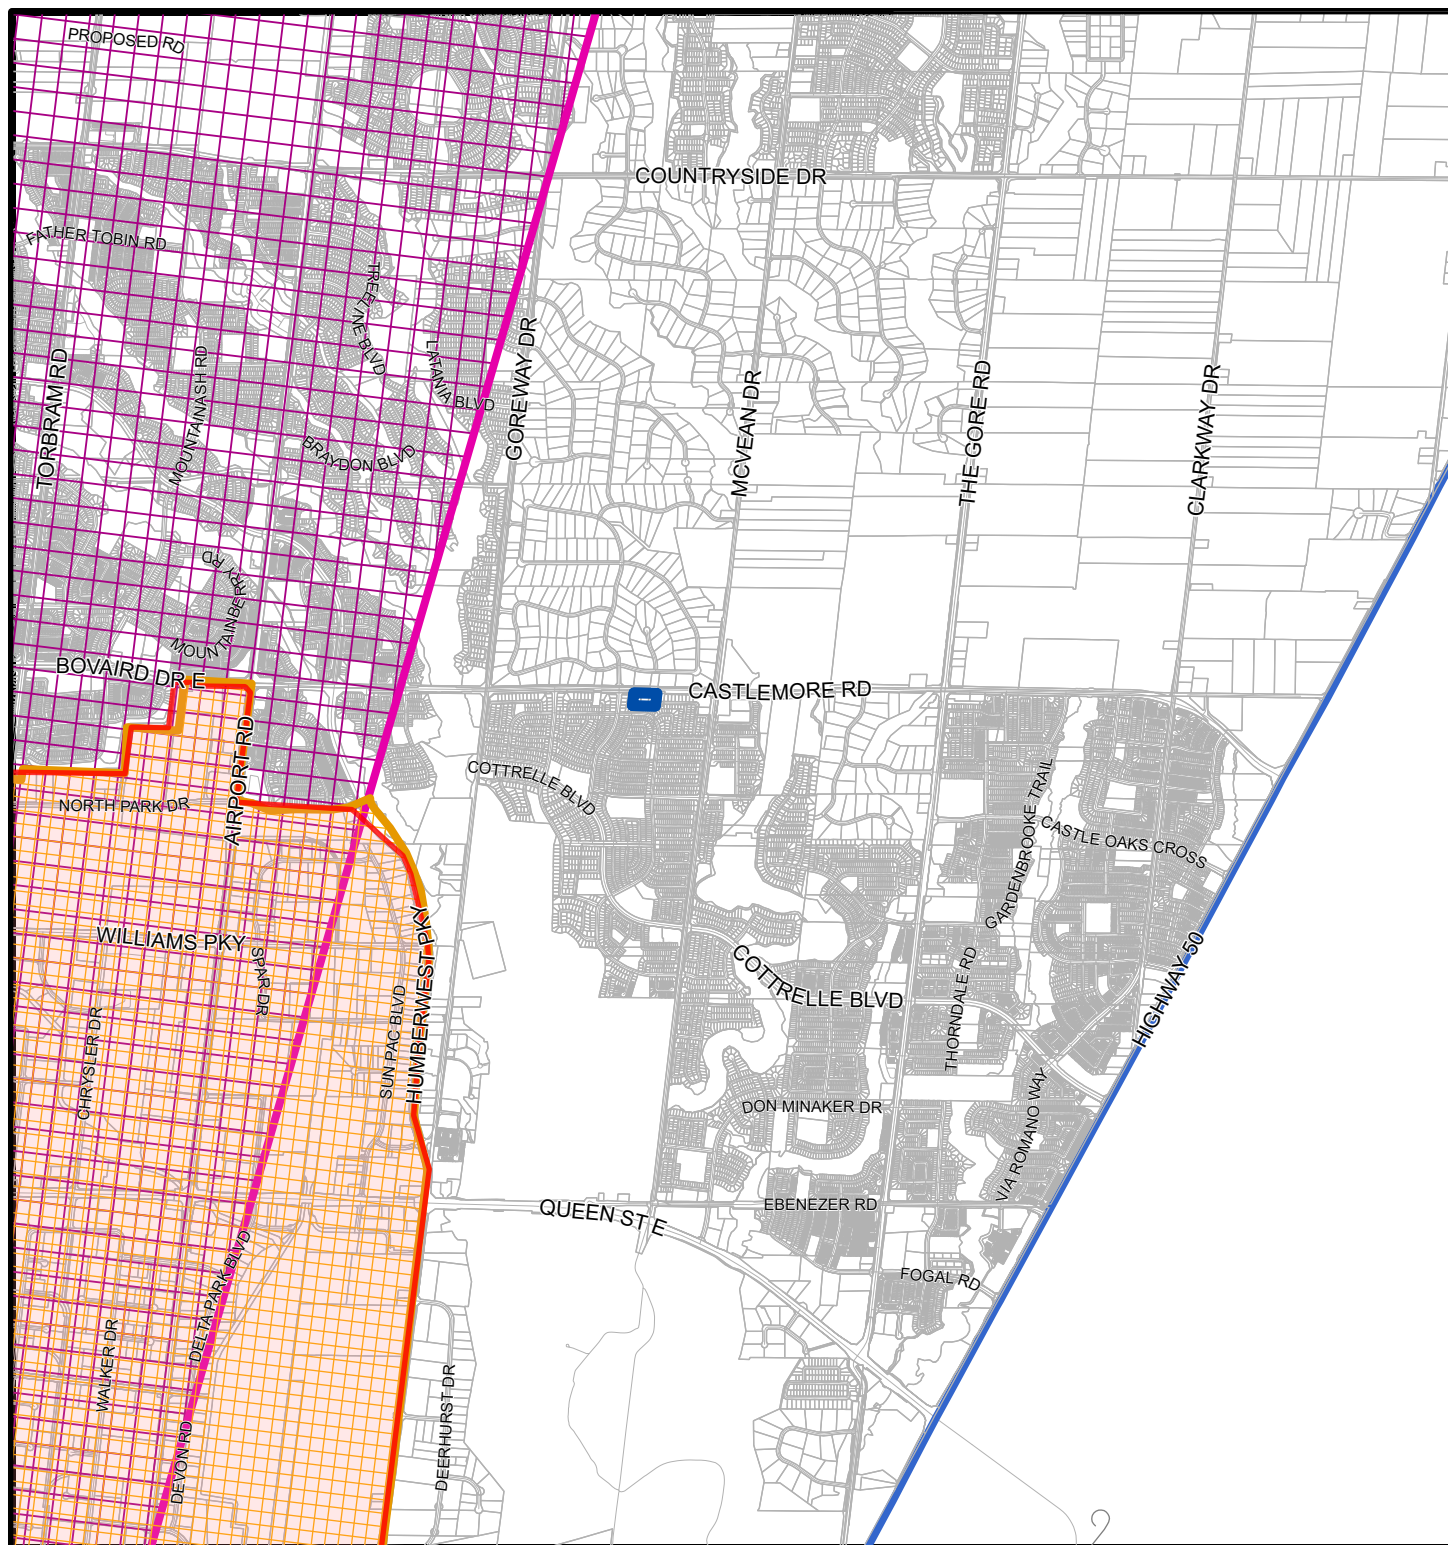 PROPOSED RD
COUNTRYSIDE DR
FATHER TOBIN RD
TREELINE BLVD
LATANIA BLVD
GOREWAY DR
TORBRAM RD
MOUNTAINASH RD
MCVEAN DR
THE GORE RD
CLARKWAY DR
BRAYDON BLVD
MOUNTAINBERRY RD
BOVAIRD DR E
CASTLEMORE RD
AIRPORT RD
COTTRELLE BLVD
GARDENBROOKE TRAIL
NORTH PARK DR
CASTLE OAKS CROSS
WILLIAMS PKY
SPAR DR
HUMBERWEST PKY
COTTRELLE BLVD
THORNDALE RD
HIGHWAY 50
SUN PAC BLVD
CHRYSLER DR
DON MINAKER DR
VIA ROMANO WAY
QUEEN ST E
EBENEZER RD
DELTA PARK BLVD
FOGAL RD
WALKER DR
DEERHURST DR
DEVON RD